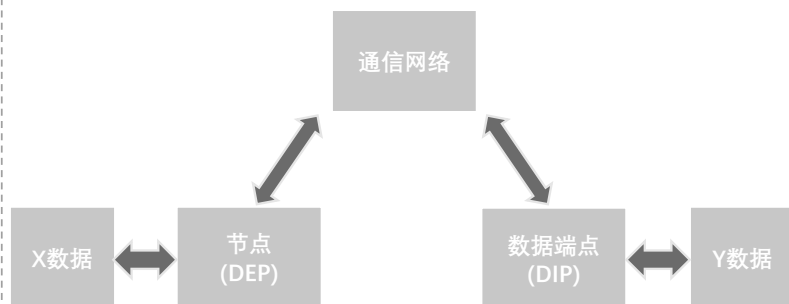 通信网络
X数据
节点
(DEP)
数据端点
(DIP)
Y数据